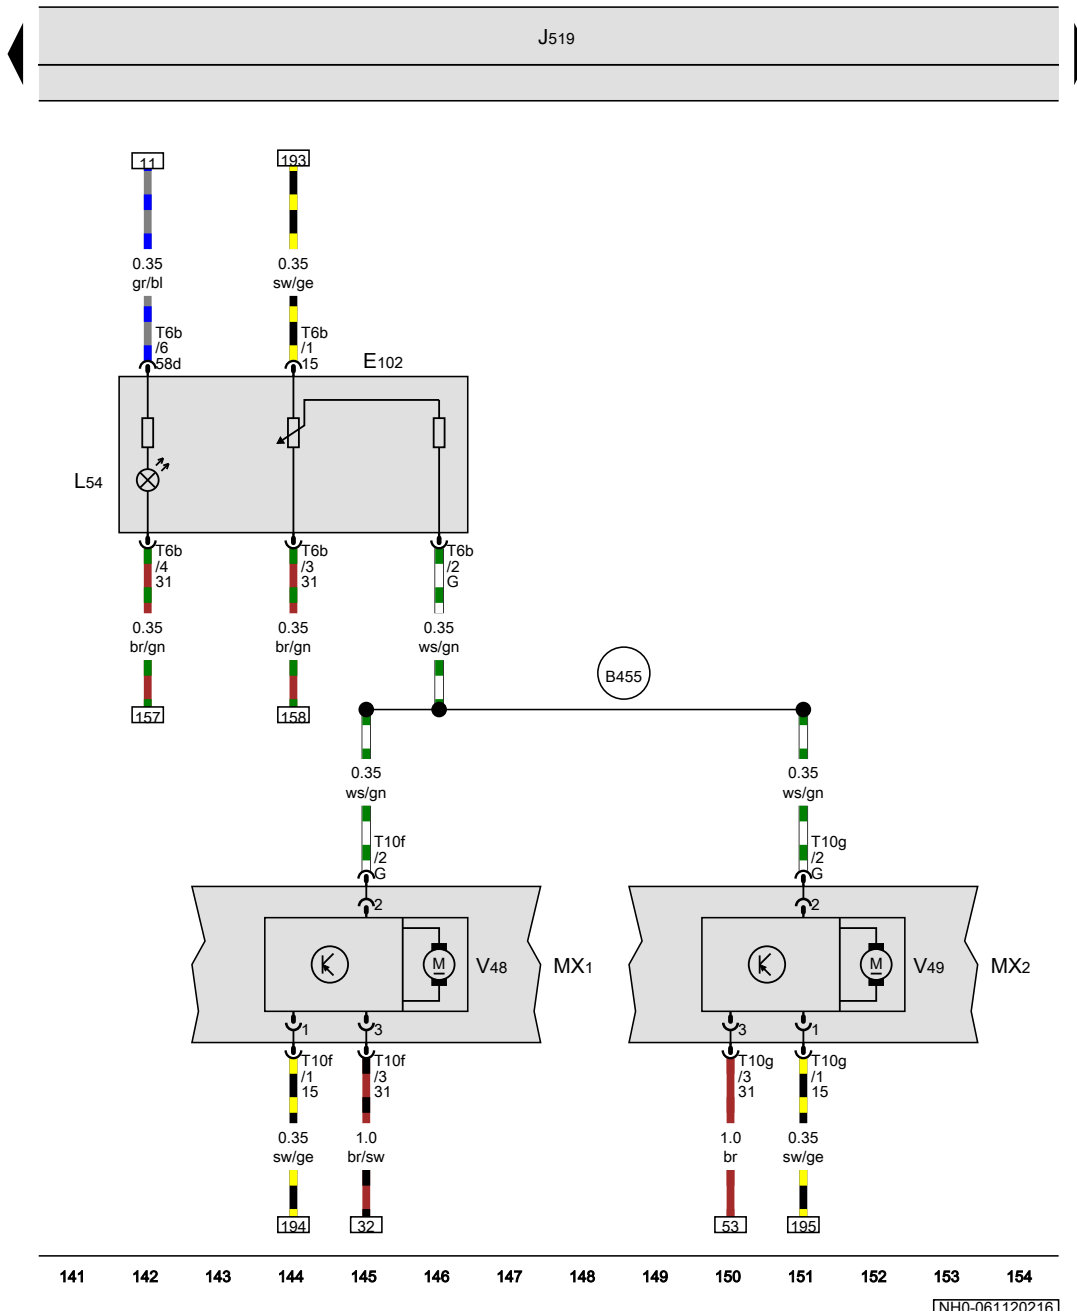 J519
11
193
0.35
gr/bl
0.35
sw/ge
T6b
/6
58d
T6b
/1
15
E102
L54
T6b
/4
31
T6b
/3
31
T6b
/2
G
0.35
br/gn
0.35
br/gn
0.35
ws/gn
B455
157
158
0.35
ws/gn
0.35
ws/gn
T10f
/2
G
T10g
/2
G
2
2
M
V48
MX1
M
V49
MX2
1
3
3
1
T10f
/1
15
T10f
/3
31
T10g
/3
31
T10g
/1
15
0.35
sw/ge
1.0
br/sw
1.0
br
0.35
sw/ge
194
32
53
195
141 142 143 144 145 146 147 148 149 150 151 152 153 154
NH0-061120216